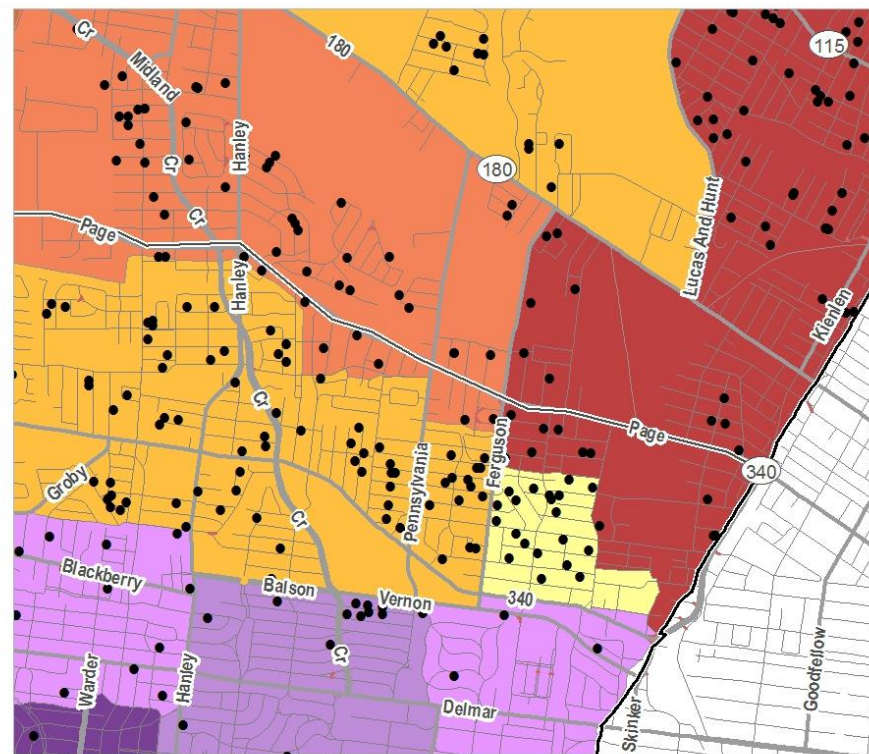 Cr
180
115
Midland
Hanley
Cr
180
Lucas And Hunt
Cr
Page
Hanley
Kienlen
Cr
Page
Ferguson
340
Pennsylvania
Groby
Cr
Blackberry
Balson
Vernon
340
Cr
Warder
Hanley
Delmar
Skinker
Goodfellow